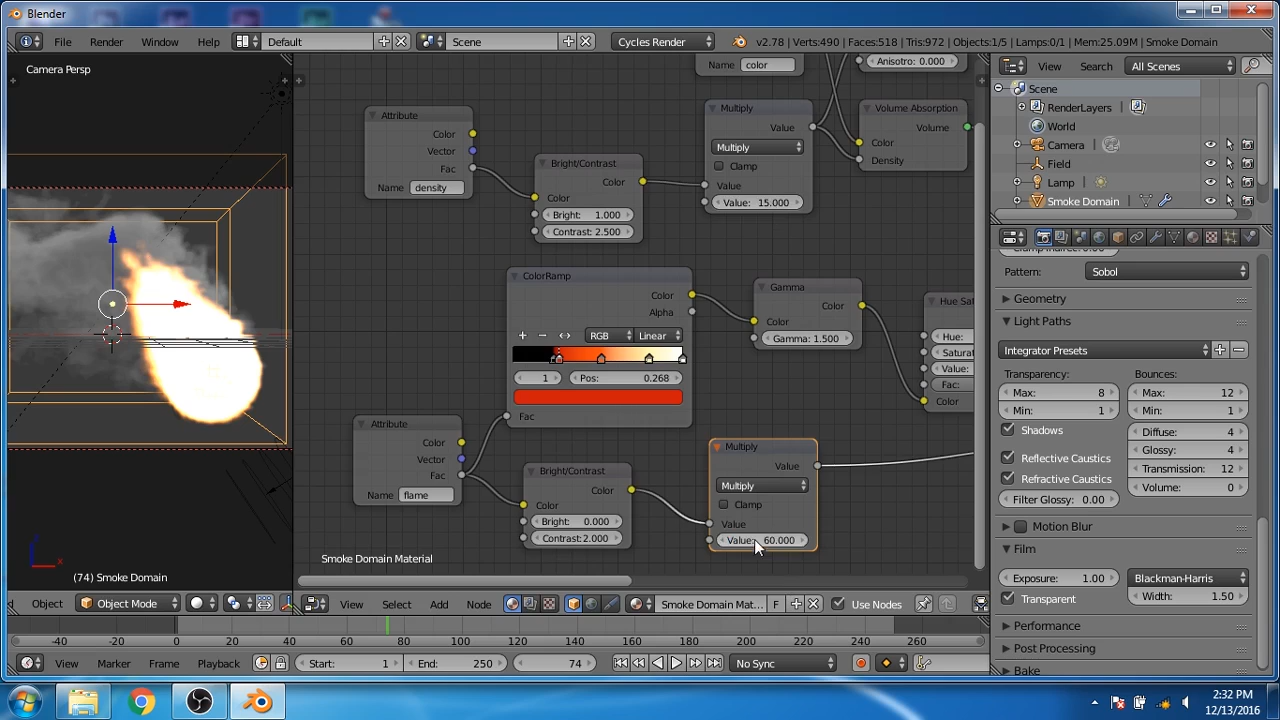 Blender
File Render Window Help Default Scene Cycles Render v2.78 | Verts:490 | Faces:518 | Tris:972 | Objects:1/5 | Lamps:0/1 | Mem:25.09M | Smoke Domain
Camera Persp
(74) Smoke Domain
Object Object Mode
Name color
Anisotro: 0.000
Attribute
Color
Vector
Fac
Name density
Bright/Contrast
Color
Color
Bright: 1.000
Contrast: 2.500
Multiply
Value
Multiply
Clamp
Value
Value: 15.000
Volume Absorption
Volume
Color
Density
ColorRamp
Color
Alpha
RGB Linear
1 Pos: 0.268
Fac
Gamma
Color
Color
Gamma: 1.500
Hue Sat
Hue:
Saturat
Value:
Fac:
Color
Attribute
Color
Vector
Fac
Name flame
Bright/Contrast
Color
Color
Bright: 0.000
Contrast: 2.000
Multiply
Value
Multiply
Clamp
Value
Value: 60.000
Smoke Domain Material
View Select Add Node Smoke Domain Mat... F Use Nodes
View Search All Scenes
Scene
RenderLayers
World
Camera
Field
Lamp
Smoke Domain
Pattern: Sobol
Geometry
Light Paths
Integrator Presets
Transparency: Bounces:
Max: 8 Max: 12
Min: 1 Min: 1
Shadows Diffuse: 4
Reflective Caustics Glossy: 4
Refractive Caustics Transmission: 12
Filter Glossy: 0.00 Volume: 0
Motion Blur
Film
Exposure: 1.00 Blackman-Harris
Transparent Width: 1.50
Performance
Post Processing
Bake
-40 -20 0 20 40 60 80 100 120 140 160 180 200 220 240 260
View Marker Frame Playback Start: 1 End: 250 74 No Sync
2:32 PM
12/13/2016